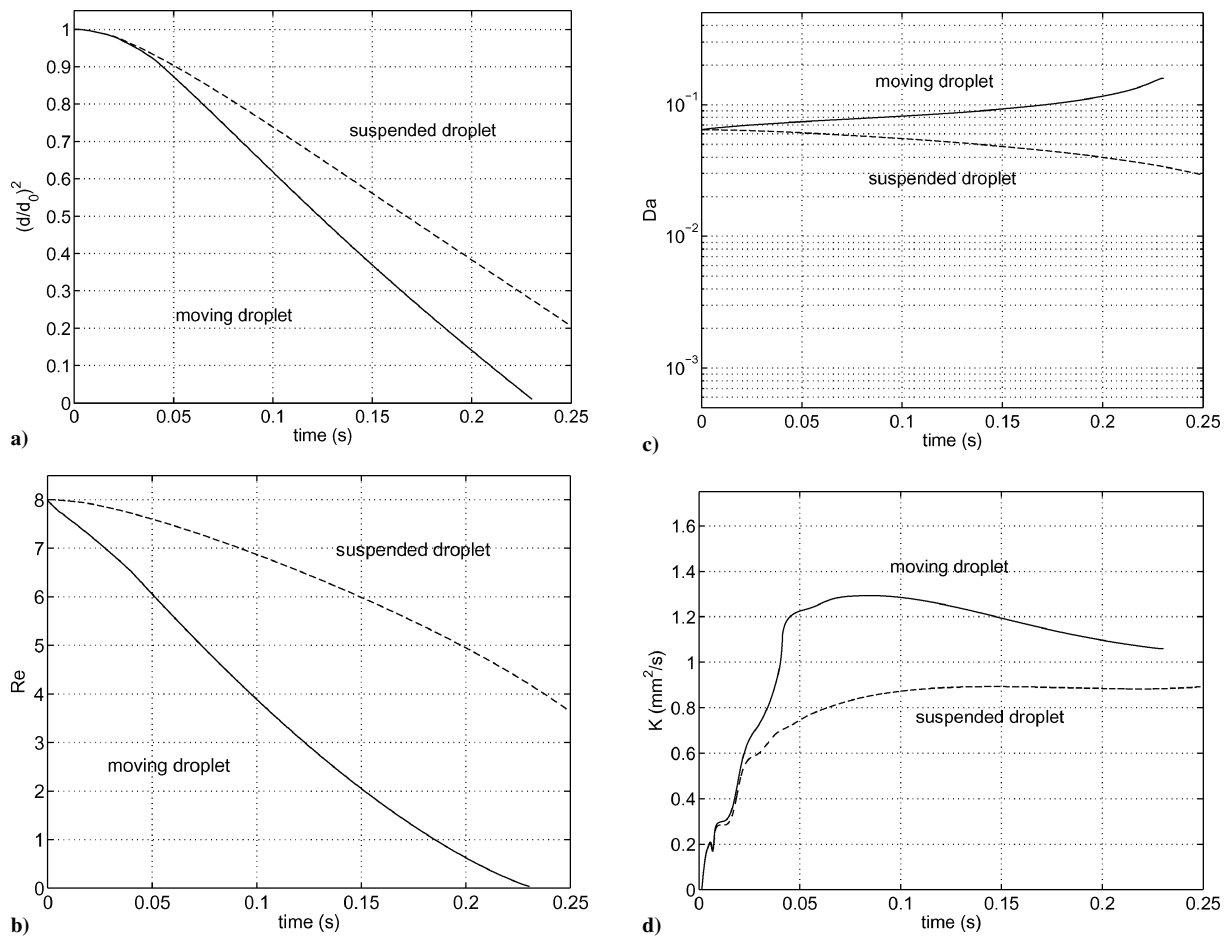 1
0.9
0.8
0.7
0.6
0.5
0.4
0.3
0.2
0.1
0
(d/d₀)²
suspended droplet
moving droplet
0 0.05 0.1 0.15 0.2 0.25
time (s)
a)
10⁻¹
10⁻²
10⁻³
Da
moving droplet
suspended droplet
0 0.05 0.1 0.15 0.2 0.25
time (s)
c)
8
7
6
5
4
3
2
1
0
Re
suspended droplet
moving droplet
0 0.05 0.1 0.15 0.2 0.25
time (s)
b)
1.6
1.4
1.2
1
0.8
0.6
0.4
0.2
0
K (mm²/s)
moving droplet
suspended droplet
0 0.05 0.1 0.15 0.2 0.25
time (s)
d)